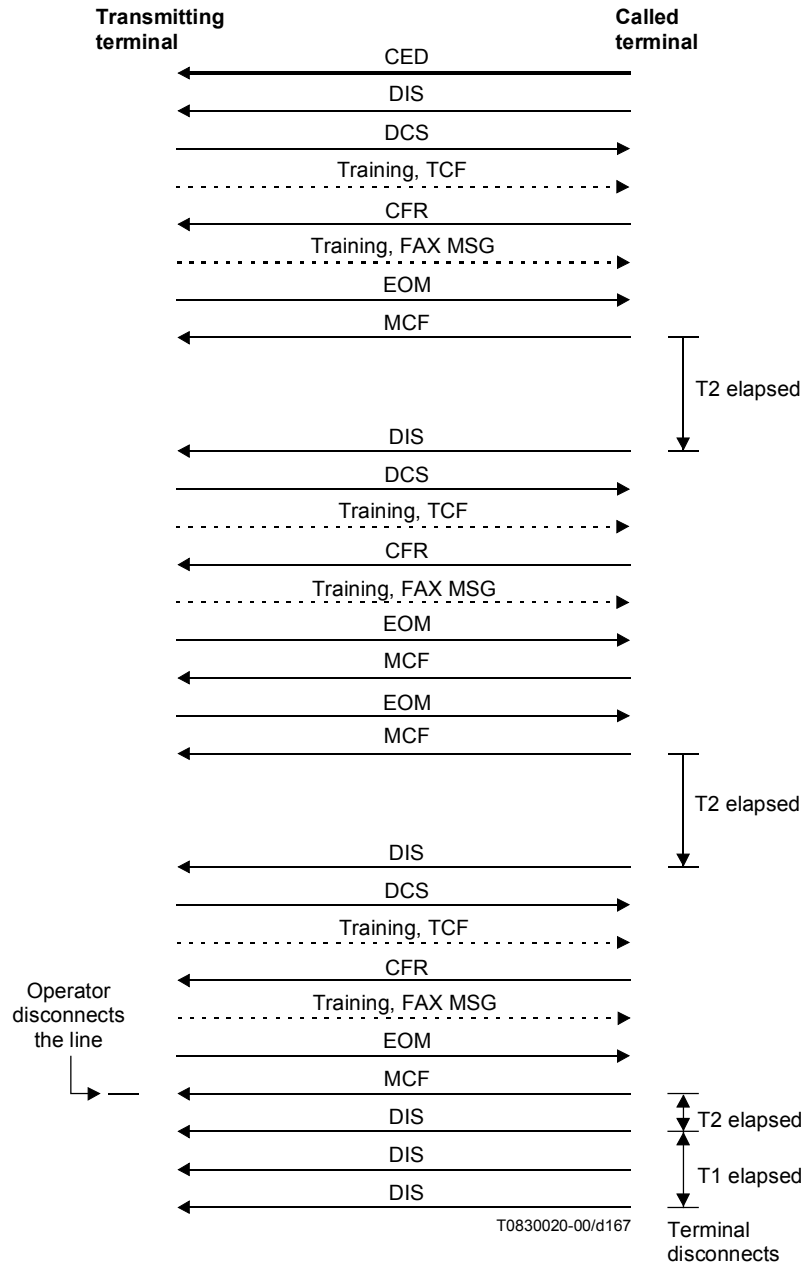 Transmitting
terminal
Called
terminal
CED
DIS
DCS
Training, TCF
CFR
Training, FAX MSG
EOM
MCF
T2 elapsed
DIS
DCS
Training, TCF
CFR
Training, FAX MSG
EOM
MCF
EOM
MCF
T2 elapsed
DIS
DCS
Training, TCF
CFR
Operator
disconnects
the line
Training, FAX MSG
EOM
MCF
DIS
T2 elapsed
DIS
T1 elapsed
DIS
T0830020-00/d167
Terminal
disconnects